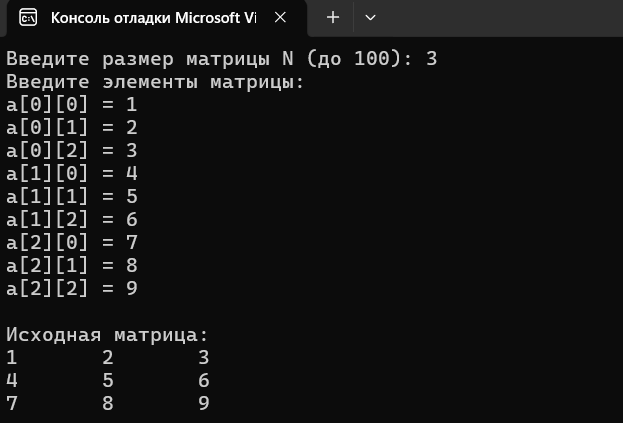 Консоль отладки Microsoft Vi
Введите размер матрицы N (до 100): 3
Введите элементы матрицы:
a[0][0] = 1
a[0][1] = 2
a[0][2] = 3
a[1][0] = 4
a[1][1] = 5
a[1][2] = 6
a[2][0] = 7
a[2][1] = 8
a[2][2] = 9
Исходная матрица:
1 2 3
4 5 6
7 8 9